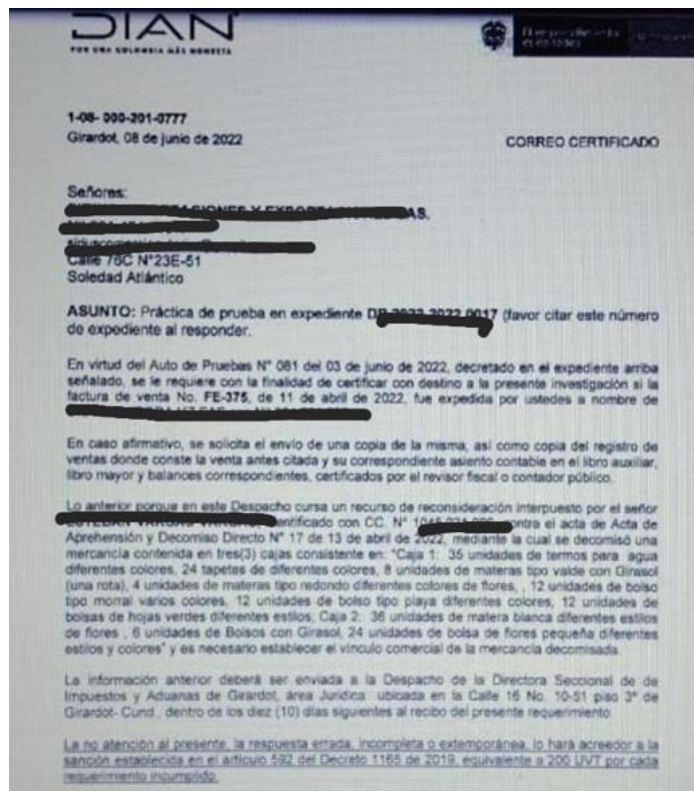 DIAN
POR UNA COLOMBIA MÁS HONESTA
1-08- 000-201-0777
Girardot, 08 de junio de 2022
CORREO CERTIFICADO
Señores:
AS.
Calle 76C N°23E-51
Soledad Atlántico
ASUNTO: Práctica de prueba en expediente (favor citar este número
de expediente al responder.
En virtud del Auto de Pruebas N° 081 del 03 de junio de 2022, decretado en el expediente arriba
señalado, se le requiere con la finalidad de certificar con destino a la presente investigación si la
factura de venta No. FE-375, de 11 de abril de 2022, fue expedida por ustedes a nombre de
En caso afirmativo, se solicita el envío de una copia de la misma, así como copia del registro de
ventas donde conste la venta antes citada y su correspondiente asiento contable en el libro auxiliar,
libro mayor y balances correspondientes, certificados por el revisor fiscal o contador público.
Lo anterior porque en este Despacho cursa un recurso de reconsideración interpuesto por el señor
identificado con CC. N° contra el acta de Acta de
Aprehensión y Decomiso Directo N° 17 de 13 de abril de 2022, mediante la cual se decomisó una
mercancía contenida en tres(3) cajas consistente en: "Caja 1: 35 unidades de termos para agua
diferentes colores, 24 tapetes de diferentes colores, 8 unidades de materas tipo valde con Girasol
(una rota), 4 unidades de materas tipo redondo diferentes colores de flores, , 12 unidades de bolso
tipo morral varios colores, 12 unidades de bolso tipo playa diferentes colores, 12 unidades de
bolsas de hojas verdes diferentes estilos, Caja 2: 36 unidades de matera blanca diferentes estilos
de flores , 6 unidades de Bolsos con Girasol, 24 unidades de bolsa de flores pequeña diferentes
estilos y colores" y es necesario establecer el vínculo comercial de la mercancía decomisada.
La información anterior deberá ser enviada a la Despacho de la Directora Seccional de de
Impuestos y Aduanas de Girardot, área Jurídica ubicada en la Calle 16 No. 10-51 piso 3° de
Girardot- Cund., dentro de los diez (10) días siguientes al recibo del presente requerimiento.
La no atención al presente, la respuesta errada, incompleta o extemporánea, lo hará acreedor a la
sanción establecida en el artículo 592 del Decreto 1165 de 2019, equivalente a 200 UVT por cada
requerimiento incumplido.